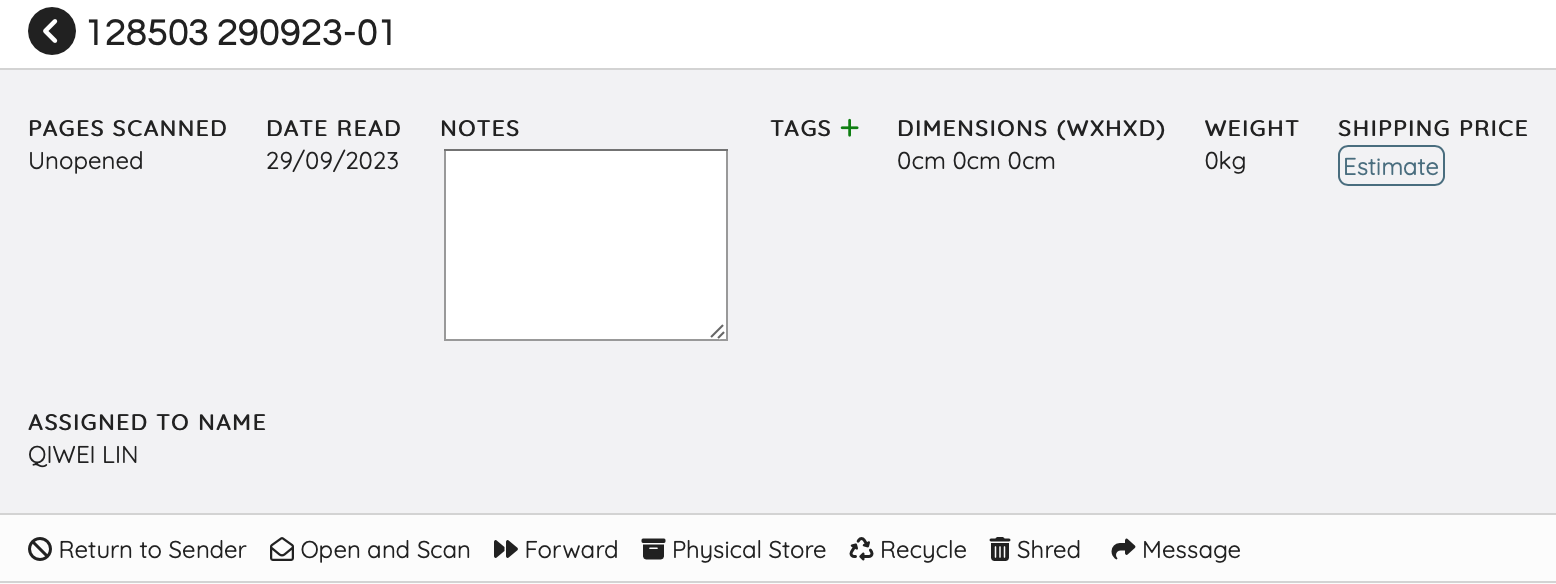 128503 290923-01
PAGES SCANNED DATE READ NOTES TAGS + DIMENSIONS (WXHXD) WEIGHT SHIPPING PRICE
Unopened 29/09/2023 0cm 0cm 0cm 0kg Estimate
ASSIGNED TO NAME
QIWEI LIN
Return to Sender Open and Scan Forward Physical Store Recycle Shred Message